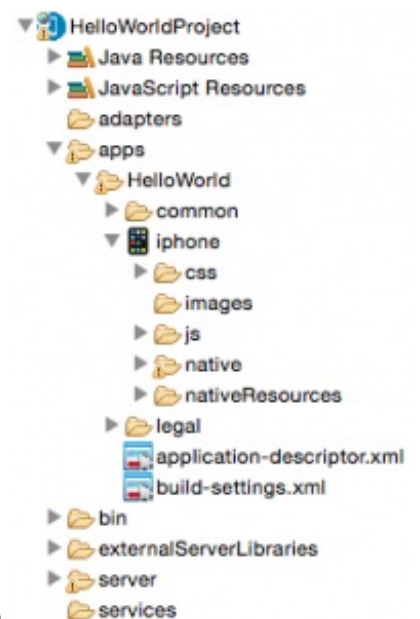 HelloWorldProject
Java Resources
JavaScript Resources
adapters
apps
HelloWorld
common
iphone
css
images
js
native
nativeResources
legal
application-descriptor.xml
build-settings.xml
bin
externalServerLibraries
server
services